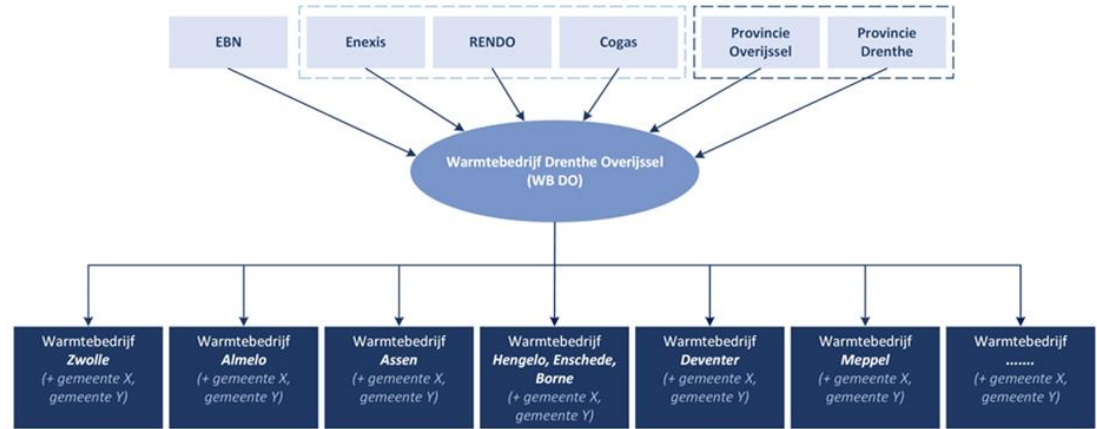 EBN
Enexis
RENDO
Cogas
Provincie
Overijssel
Provincie
Drenthe
Warmtebedrijf Drenthe Overijssel
(WB DO)
Warmtebedrijf
Zwolle
(+ gemeente X,
gemeente Y)
Warmtebedrijf
Almelo
(+ gemeente X,
gemeente Y)
Warmtebedrijf
Assen
(+ gemeente X,
gemeente Y)
Warmtebedrijf
Hengelo, Enschede,
Borne
(+ gemeente X,
gemeente Y)
Warmtebedrijf
Deventer
(+ gemeente X,
gemeente Y)
Warmtebedrijf
Meppel
(+ gemeente X,
gemeente Y)
Warmtebedrijf
.......
(+ gemeente X,
gemeente Y)